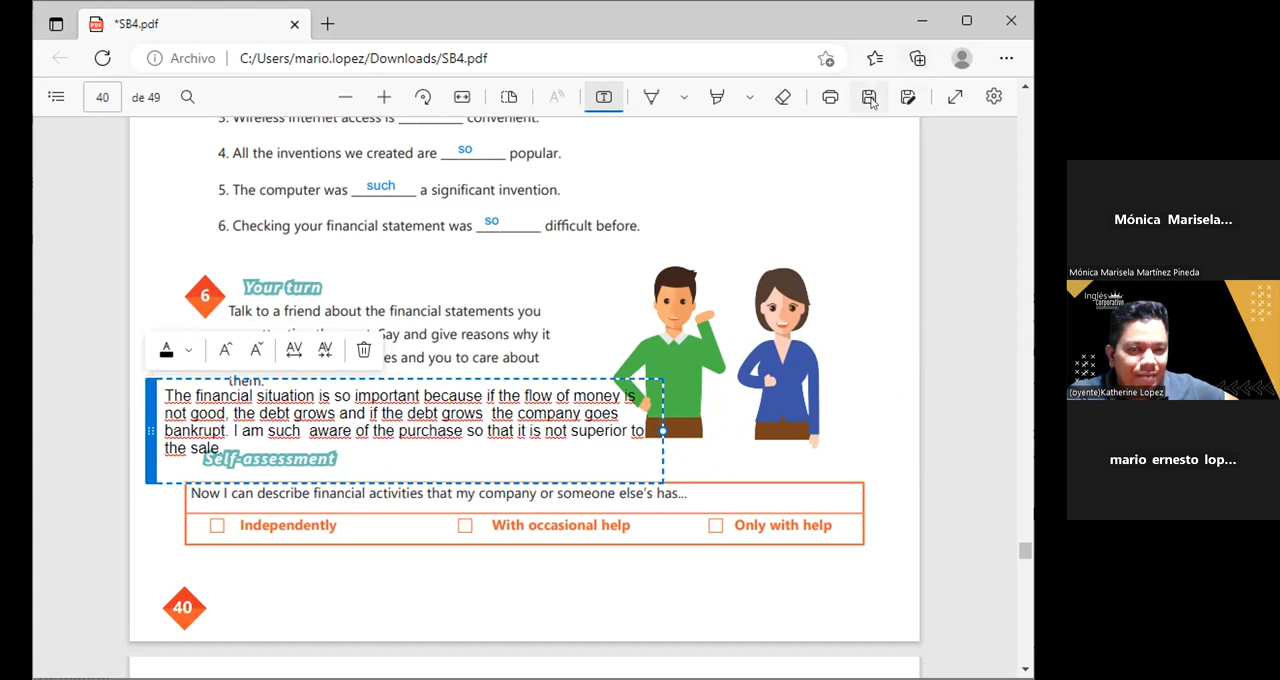 *SB4.pdf
Archivo
C:/Users/mario.lopez/Downloads/SB4.pdf
40 de 49
3. Wireless internet access is ________ convenient.
4. All the inventions we created are so popular.
5. The computer was such a significant invention.
6. Checking your financial statement was so difficult before.
6
Your turn
Talk to a friend about the financial statements you
Say and give reasons why it
es and you to care about
them.
The financial situation is so important because if the flow of money is
not good, the debt grows and if the debt grows the company goes
bankrupt. I am such aware of the purchase so that it is not superior to
the sale.
Self-assessment
Now I can describe financial activities that my company or someone else's has...
Independently
With occasional help
Only with help
40
Mónica Marisela...
Mónica Marisela Martínez Pineda
Inglés
Corporativo
(oyente)Katherine Lopez
mario ernesto lop...